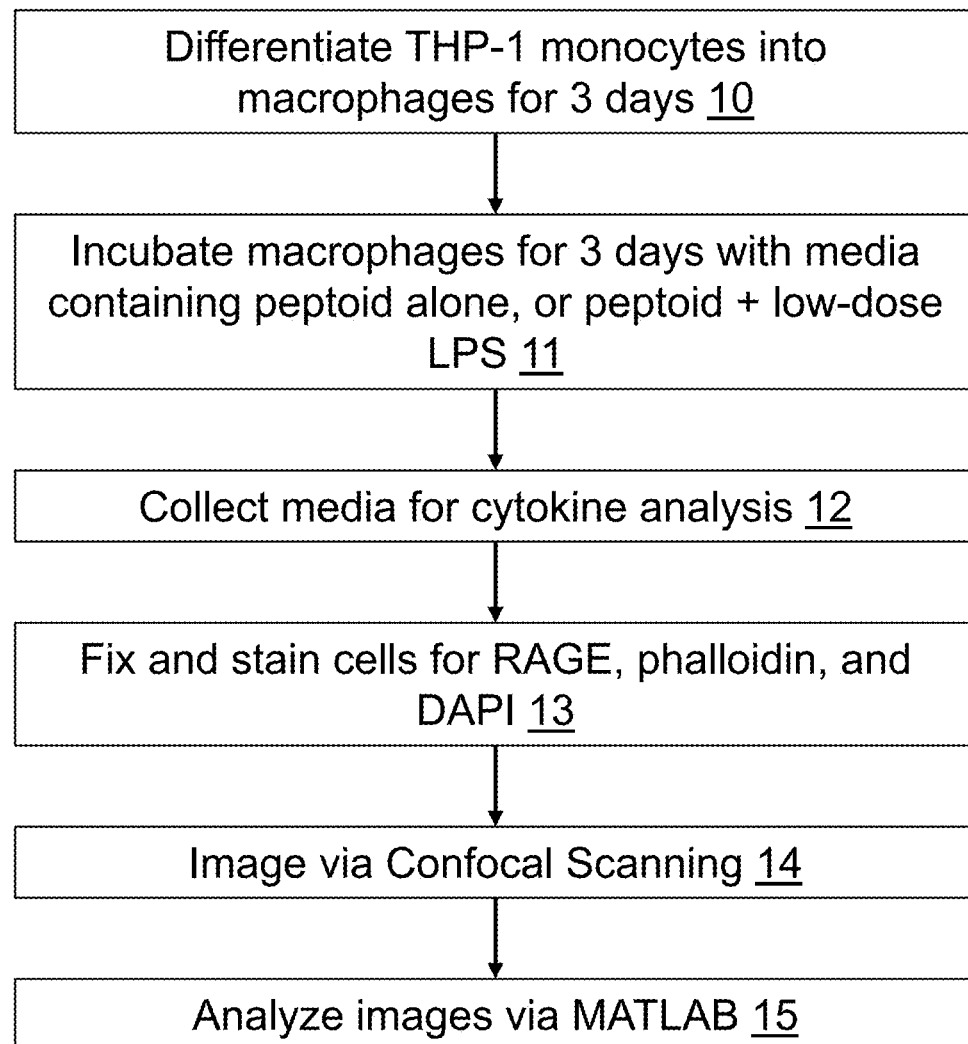 Differentiate THP-1 monocytes into
macrophages for 3 days 10
Incubate macrophages for 3 days with media
containing peptoid alone, or peptoid + low-dose
LPS 11
Collect media for cytokine analysis 12
Fix and stain cells for RAGE, phalloidin, and
DAPI 13
Image via Confocal Scanning 14
Analyze images via MATLAB 15